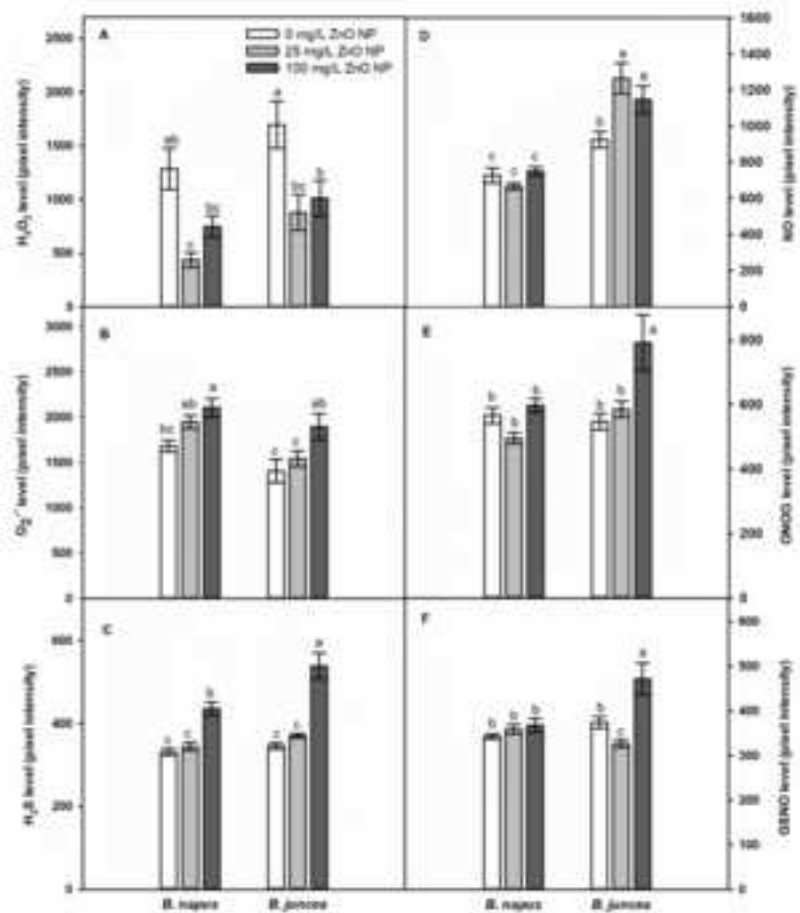 A
0 mg/L ZnO NP
25 mg/L ZnO NP
100 mg/L ZnO NP
H₂O₂ level (pixel intensity)
2500
2000
1500
1000
500
0
ab
c
bc
a
bc
b
D
NO level (pixel intensity)
1600
1400
1200
1000
800
600
400
200
0
c
c
c
b
a
a
B
O₂·⁻ level (pixel intensity)
3000
2500
2000
1500
1000
500
0
bc
ab
a
c
c
ab
E
ONOO level (pixel intensity)
800
600
400
200
0
b
b
b
b
b
a
C
H₂S level (pixel intensity)
600
400
200
0
c
c
b
c
c
a
B. napus
B. juncea
F
GSNO level (pixel intensity)
600
500
400
300
200
100
0
b
b
b
b
c
a
B. napus
B. juncea